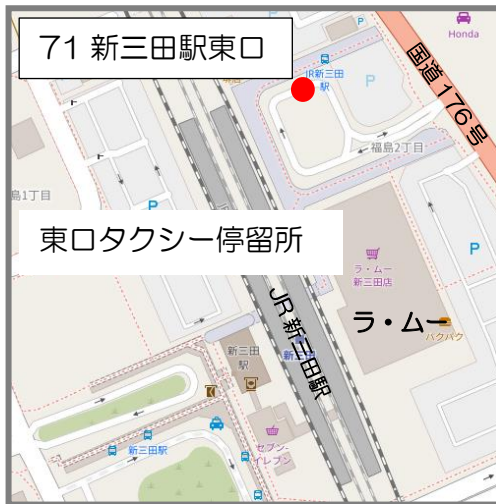 71 新三田駅東口
Honda
JR新三田
駅
P
国道 176号
福島2丁目
島1丁目
P
東口タクシー停留所
P
ラ・ムー
新三田店
ラ・ムー
パクパク
JR 新三田駅
新三田
駅
新三田
セブン-
イレブン